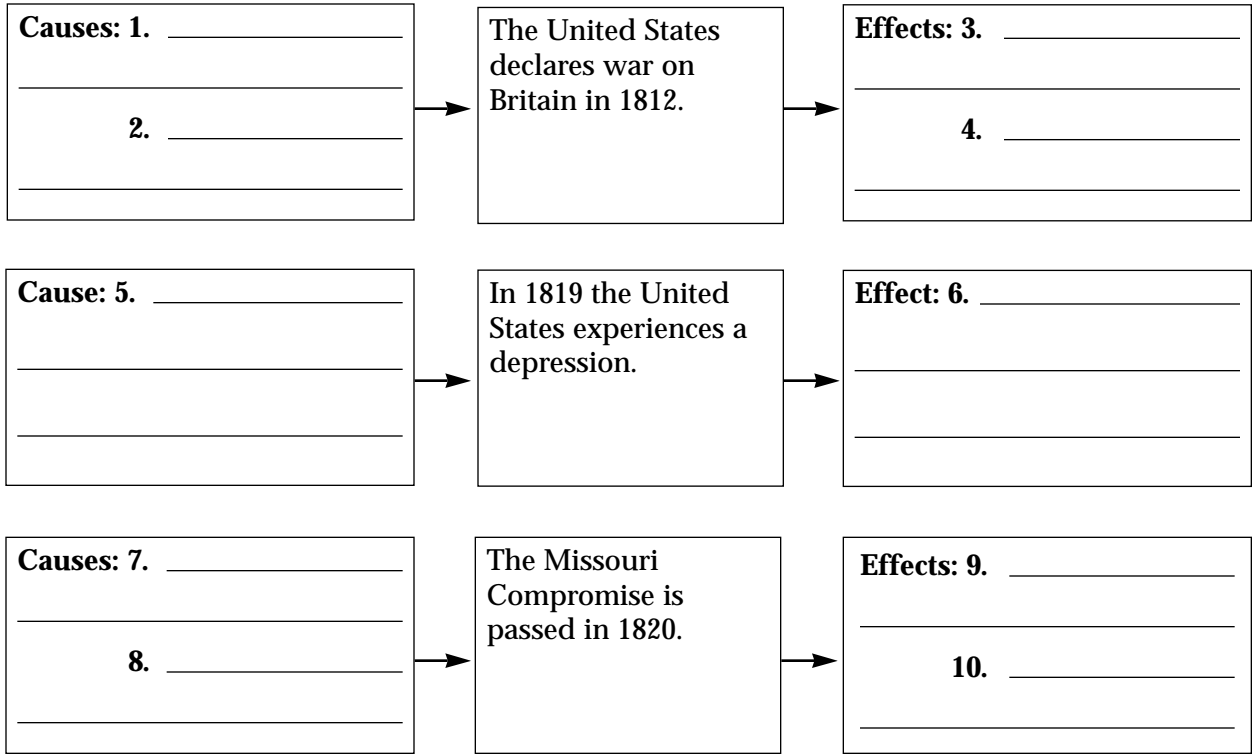 Causes: 1.
2.
The United States
declares war on
Britain in 1812.
Effects: 3.
4.
Cause: 5.
In 1819 the United
States experiences a
depression.
Effect: 6.
Causes: 7.
8.
The Missouri
Compromise is
passed in 1820.
Effects: 9.
10.